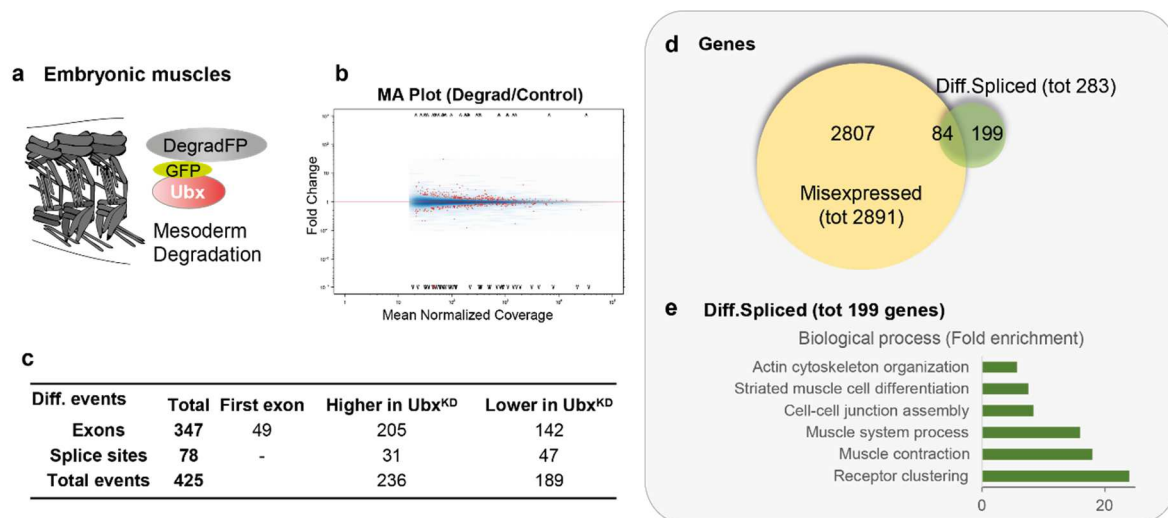 a Embryonic muscles
DegradFP
GFP
Ubx
Mesoderm
Degradation
b
MA Plot (Degrad/Control)
Fold Change
10
1
1
Mean Normalized Coverage
c
Diff. events Total First exon Higher in Ubx^KD Lower in Ubx^KD
Exons 347 49 205 142
Splice sites 78 - 31 47
Total events 425 236 189
d Genes
Diff.Spliced (tot 283)
2807 84 199
Misexpressed
(tot 2891)
e Diff.Spliced (tot 199 genes)
Biological process (Fold enrichment)
Actin cytoskeleton organization
Striated muscle cell differentiation
Cell-cell junction assembly
Muscle system process
Muscle contraction
Receptor clustering
0 20